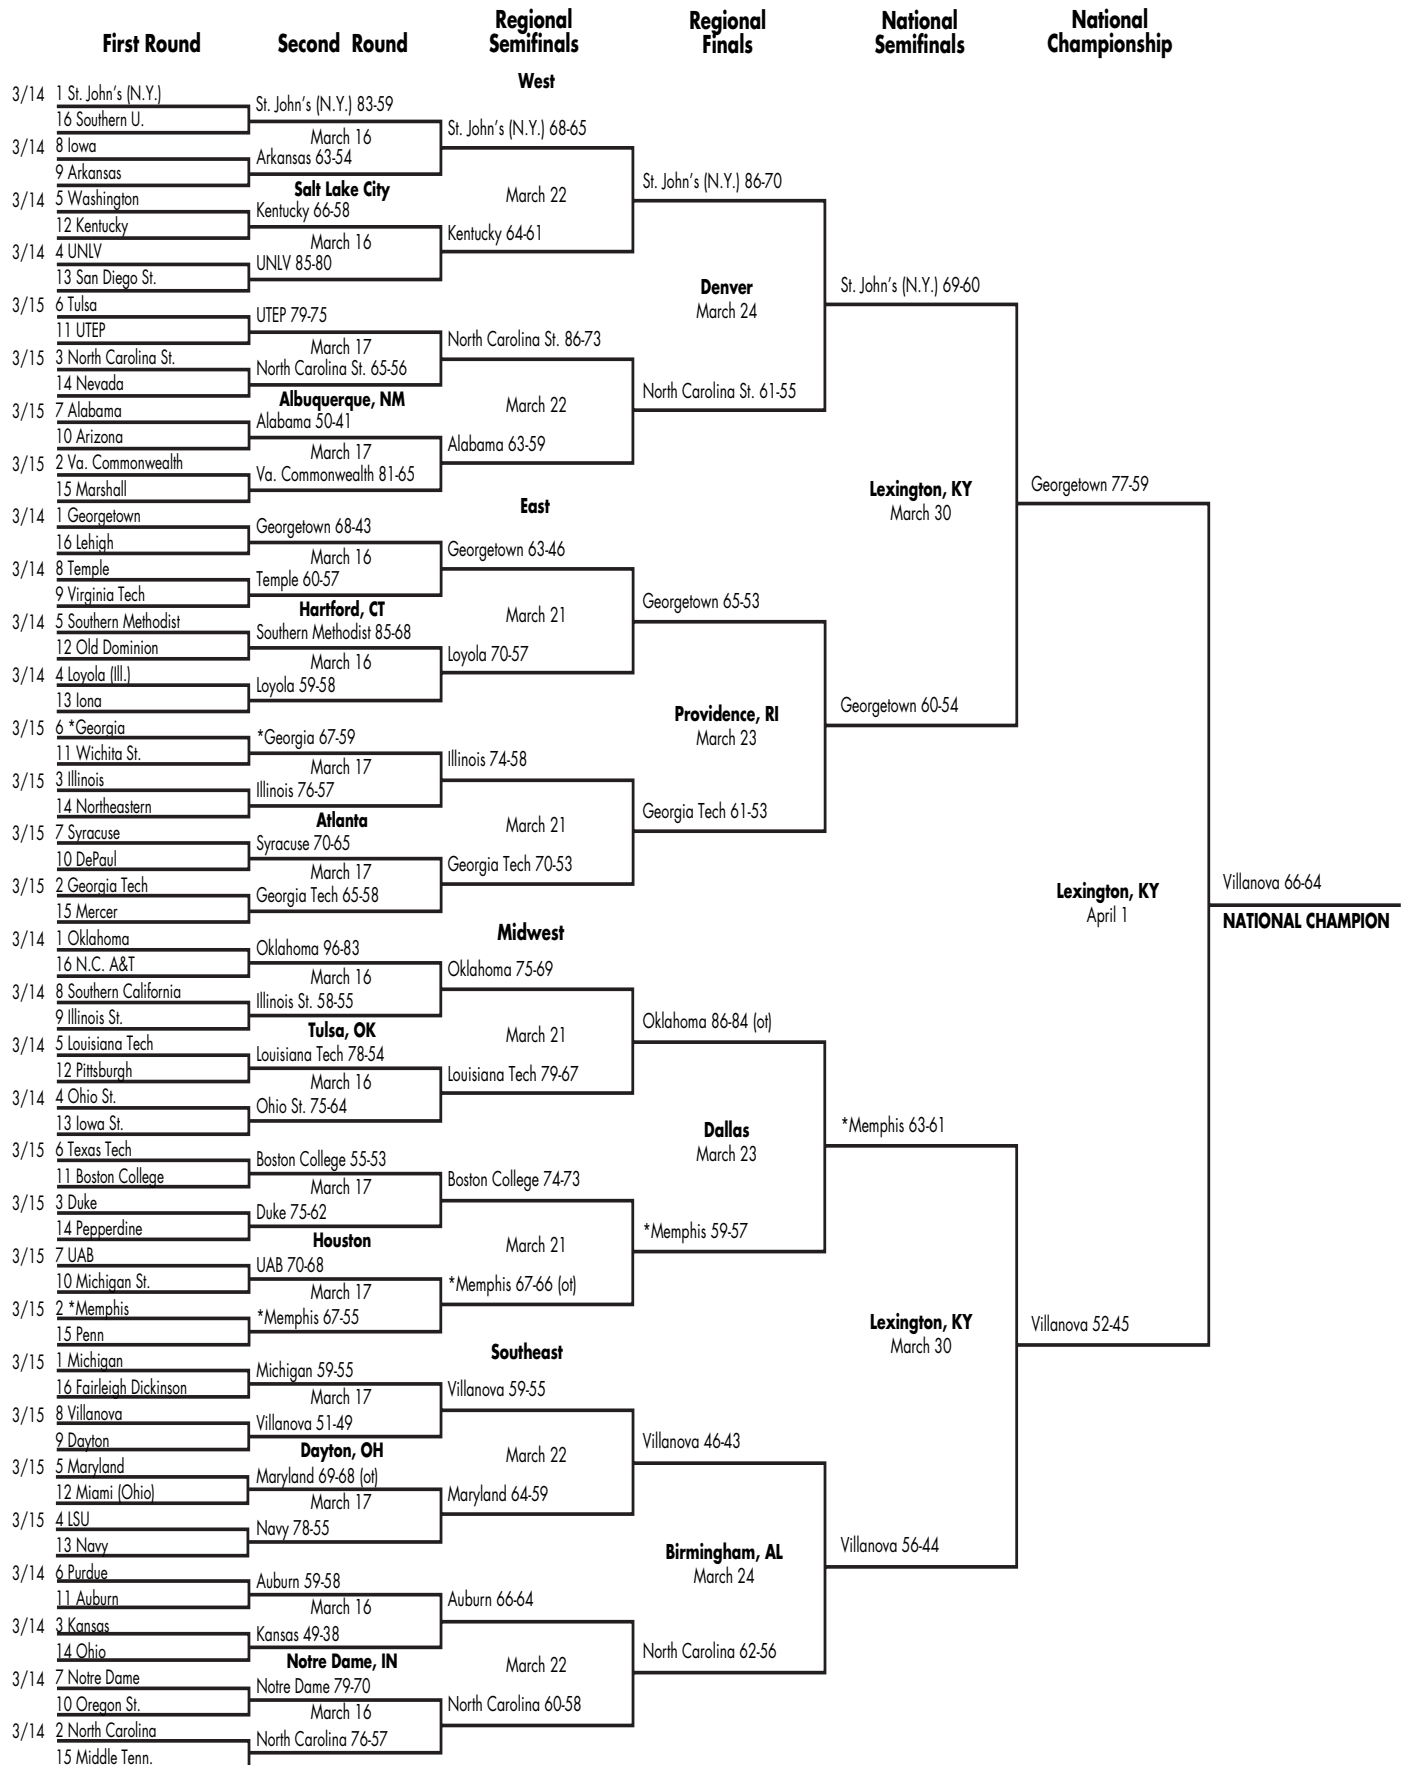 First Round
Second Round
Regional Semifinals
Regional Finals
National Semifinals
National Championship
West
3/14 1 St. John's (N.Y.)
16 Southern U.
St. John's (N.Y.) 83-59
March 16
3/14 8 Iowa
9 Arkansas
Arkansas 63-54
St. John's (N.Y.) 68-65
Salt Lake City
3/14 5 Washington
12 Kentucky
Kentucky 66-58
March 16
3/14 4 UNLV
13 San Diego St.
UNLV 85-80
Kentucky 64-61
March 22
St. John's (N.Y.) 86-70
3/15 6 Tulsa
11 UTEP
UTEP 79-75
March 17
3/15 3 North Carolina St.
14 Nevada
North Carolina St. 65-56
North Carolina St. 86-73
Albuquerque, NM
3/15 7 Alabama
10 Arizona
Alabama 50-41
March 17
3/15 2 Va. Commonwealth
15 Marshall
Va. Commonwealth 81-65
Alabama 63-59
March 22
North Carolina St. 61-55
Denver
March 24
St. John's (N.Y.) 69-60
East
3/14 1 Georgetown
16 Lehigh
Georgetown 68-43
March 16
3/14 8 Temple
9 Virginia Tech
Temple 60-57
Georgetown 63-46
Hartford, CT
3/14 5 Southern Methodist
12 Old Dominion
Southern Methodist 85-68
March 16
3/14 4 Loyola (Ill.)
13 Iona
Loyola 59-58
Loyola 70-57
March 21
Georgetown 65-53
3/15 6 *Georgia
11 Wichita St.
*Georgia 67-59
March 17
3/15 3 Illinois
14 Northeastern
Illinois 76-57
Illinois 74-58
Atlanta
3/15 7 Syracuse
10 DePaul
Syracuse 70-65
March 17
3/15 2 Georgia Tech
15 Mercer
Georgia Tech 65-58
Georgia Tech 70-53
March 21
Georgia Tech 61-53
Providence, RI
March 23
Georgetown 60-54
Lexington, KY
March 30
Georgetown 77-59
Midwest
3/14 1 Oklahoma
16 N.C. A&T
Oklahoma 96-83
March 16
3/14 8 Southern California
9 Illinois St.
Illinois St. 58-55
Oklahoma 75-69
Tulsa, OK
3/14 5 Louisiana Tech
12 Pittsburgh
Louisiana Tech 78-54
March 16
3/14 4 Ohio St.
13 Iowa St.
Ohio St. 75-64
Louisiana Tech 79-67
March 21
Oklahoma 86-84 (ot)
3/15 6 Texas Tech
11 Boston College
Boston College 55-53
March 17
3/15 3 Duke
14 Pepperdine
Duke 75-62
Boston College 74-73
Houston
3/15 7 UAB
10 Michigan St.
UAB 70-68
March 17
3/15 2 *Memphis
15 Penn
*Memphis 67-55
*Memphis 67-66 (ot)
March 21
*Memphis 59-57
Dallas
March 23
*Memphis 63-61
Southeast
3/15 1 Michigan
16 Fairleigh Dickinson
Michigan 59-55
March 17
3/15 8 Villanova
9 Dayton
Villanova 51-49
Villanova 59-55
Dayton, OH
3/15 5 Maryland
12 Miami (Ohio)
Maryland 69-68 (ot)
March 17
3/15 4 LSU
13 Navy
Navy 78-55
Maryland 64-59
March 22
Villanova 46-43
3/14 6 Purdue
11 Auburn
Auburn 59-58
March 16
3/14 3 Kansas
14 Ohio
Kansas 49-38
Auburn 66-64
Notre Dame, IN
3/14 7 Notre Dame
10 Oregon St.
Notre Dame 79-70
March 16
3/14 2 North Carolina
15 Middle Tenn.
North Carolina 76-57
North Carolina 60-58
March 22
North Carolina 62-56
Birmingham, AL
March 24
Villanova 56-44
Lexington, KY
March 30
Villanova 52-45
Lexington, KY
April 1
Villanova 66-64
NATIONAL CHAMPION